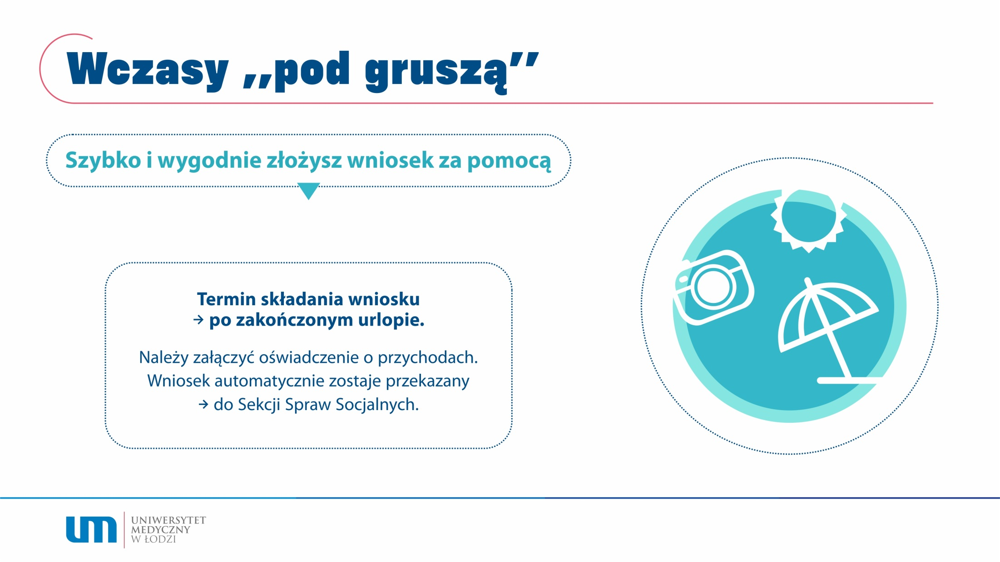 Wczasy ,,pod gruszą’’
Szybko i wygodnie złożysz wniosek za pomocą
Termin składania wniosku
→ po zakończonym urlopie.
Należy załączyć oświadczenie o przychodach.
Wniosek automatycznie zostaje przekazany
→ do Sekcji Spraw Socjalnych.
um
UNIWERSYTET
MEDYCZNY
W ŁODZI